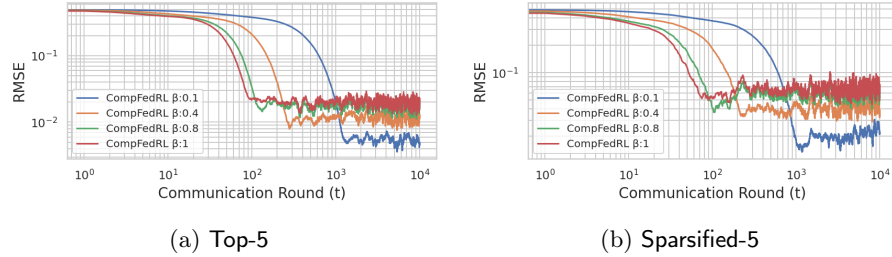 RMSE
10⁻¹
10⁻²
CompFedRL β:0.1
CompFedRL β:0.4
CompFedRL β:0.8
CompFedRL β:1
10⁰ 10¹ 10² 10³ 10⁴
Communication Round (t)
(a) Top-5
RMSE
10⁻¹
CompFedRL β:0.1
CompFedRL β:0.4
CompFedRL β:0.8
CompFedRL β:1
10⁰ 10¹ 10² 10³ 10⁴
Communication Round (t)
(b) Sparsified-5